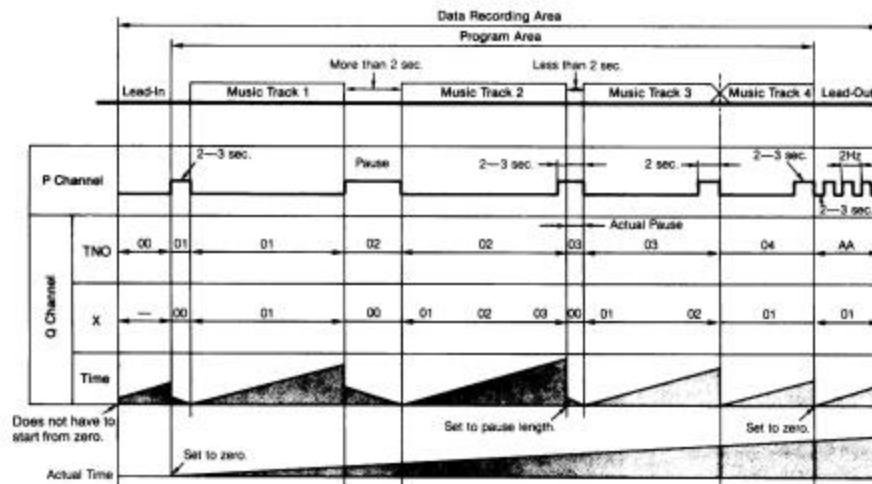 Data Recording Area
Program Area
More than 2 sec.
Less than 2 sec.
Lead-In
Music Track 1
Music Track 2
Music Track 3
Music Track 4
Lead-Out
P Channel
2—3 sec.
Pause
2—3 sec.
2 sec.
2—3 sec.
2Hz
2—3 sec.
Actual Pause
Q Channel
TNO
00
01
01
02
02
03
03
04
AA
X
—
00
01
00
01
02
03
00
01
02
01
01
Time
Does not have to
start from zero.
Set to pause length.
Set to zero.
Set to zero.
Actual Time